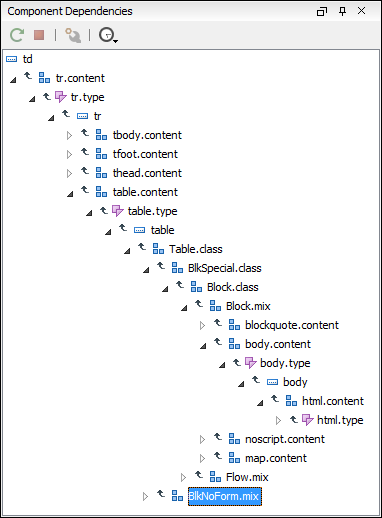 Component Dependencies
td
tr.content
tr.type
tr
tbody.content
tfoot.content
thead.content
table.content
table.type
table
Table.class
BlkSpecial.class
Block.class
Block.mix
blockquote.content
body.content
body.type
body
html.content
html.type
noscript.content
map.content
Flow.mix
BlkNoForm.mix